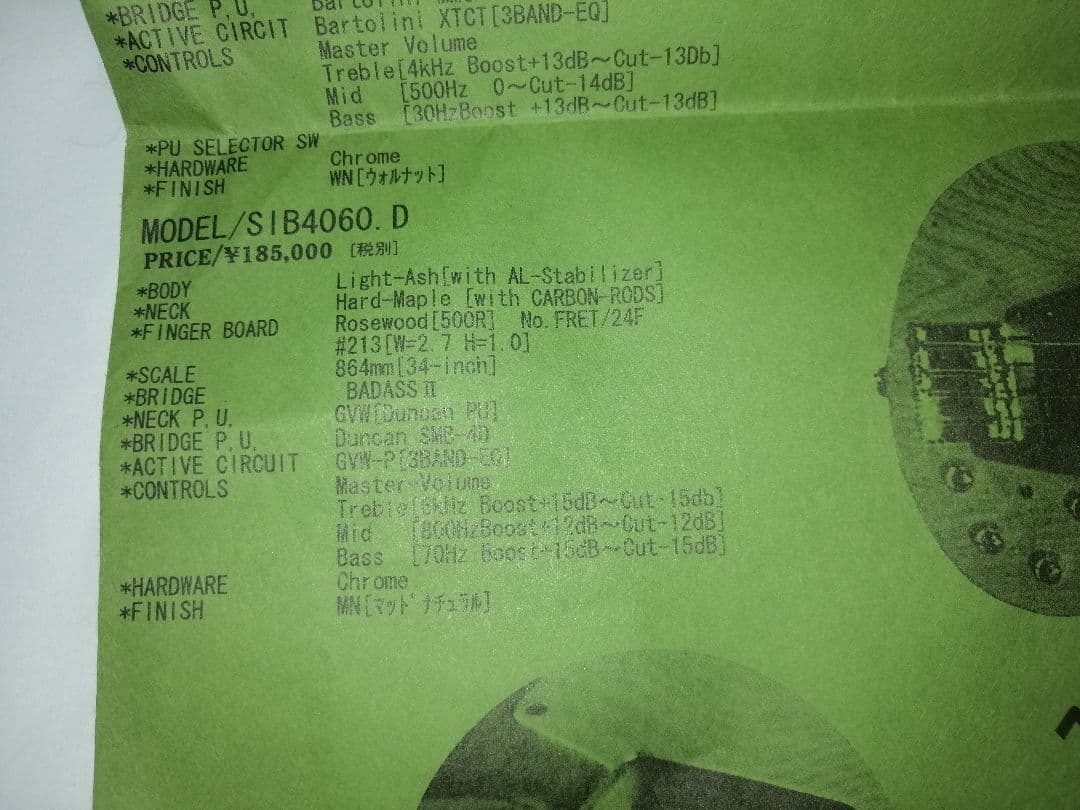 *BRIDGE P.U. Bartolini
*ACTIVE CIRCIT Bartolini XTCT[3BAND-EQ]
*CONTROLS Master Volume
Treble[4kHz Boost+13dB～Cut-13Db]
Mid [500Hz 0～Cut-14dB]
Bass [30HzBoost +13dB～Cut-13dB]
*PU SELECTOR SW
*HARDWARE Chrome
*FINISH WN[ウォルナット]
MODEL/SIB4060.D
PRICE/¥185,000 [税別]
*BODY Light-Ash[with AL-Stabilizer]
*NECK Hard-Maple [with CARBON-RODS]
*FINGER BOARD Rosewood[500R] No.FRET/24F
#213[W=2.7 H=1.0]
*SCALE 864mm[34-inch]
*BRIDGE BADASSⅡ
*NECK P.U. GVW[Duncan PU]
*BRIDGE P.U. Duncan SMB-4D
*ACTIVE CIRCUIT GVW-P[3BAND-EQ]
*CONTROLS Master-Volume
Treble[6kHz Boost+15dB～Cut-15db]
Mid [800HzBoost+12dB～Cut-12dB]
Bass [70Hz Boost+15dB～Cut-15dB]
*HARDWARE Chrome
*FINISH MN[マッドナチュラル]